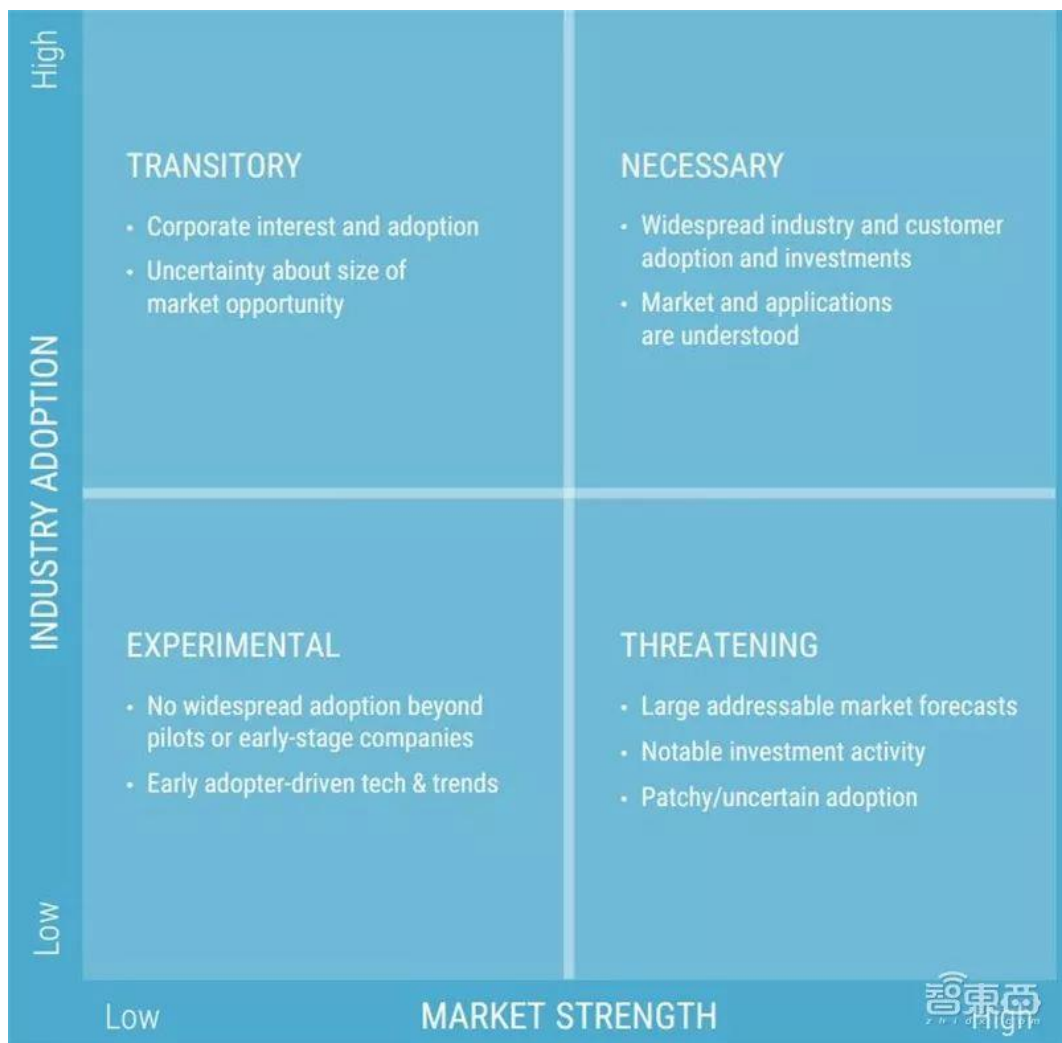 High
TRANSITORY
• Corporate interest and adoption
• Uncertainty about size of
market opportunity
NECESSARY
• Widespread industry and customer
adoption and investments
• Market and applications
are understood
INDUSTRY ADOPTION
EXPERIMENTAL
• No widespread adoption beyond
pilots or early-stage companies
• Early adopter-driven tech & trends
THREATENING
• Large addressable market forecasts
• Notable investment activity
• Patchy/uncertain adoption
Low
Low
MARKET STRENGTH
High
智東西
zhidx.com